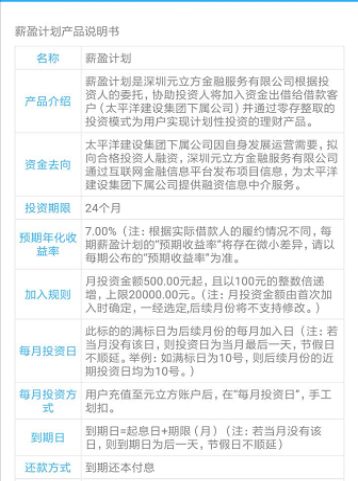 薪盈计划产品说明书
名称 薪盈计划
产品介绍
薪盈计划是深圳元立方金融服务有限公司根据投
资人的委托，协助投资人将加入资金出借给借款客
户（太平洋建设集团下属公司）并通过零存整取的
投资模式为用户实现计划性投资的理财产品。
资金去向
太平洋建设集团下属公司因自身发展运营需要，拟
向合格投资人融资，深圳元立方金融服务有限公司
通过互联网金融信息平台发布项目信息，为太平洋
建设集团下属公司提供融资信息中介服务。
投资期限 24个月
预期年化收
益率
7.00%（注：根据实际借款人的履约情况不同，每
期薪盈计划的“预期收益率”将存在微小差异，请以
每期公布的“预期收益率”为准。
加入规则
月投资金额500.00元起，且以100元的整数倍递
增，上限20000.00元。（注：月投资金额由首次加
入时确定，一经选定,后续月份将不支持修改。）
每月投资日
此标的的满标日为后续月份的每月加入日（注：若
当月没有该日，则投资日为当月最后一天，节假日
不顺延。举例：如满标日为10号，则后续月份的近
期投资日均为10号。）
每月投资方
式
用户充值至元立方账户后，在“每月投资日”，手工
划扣。
到期日
到期日=起息日+期限（月）（注：若当月没有该
日，则到期日为后一天，节假日不顺延）
还款方式 到期还本付息